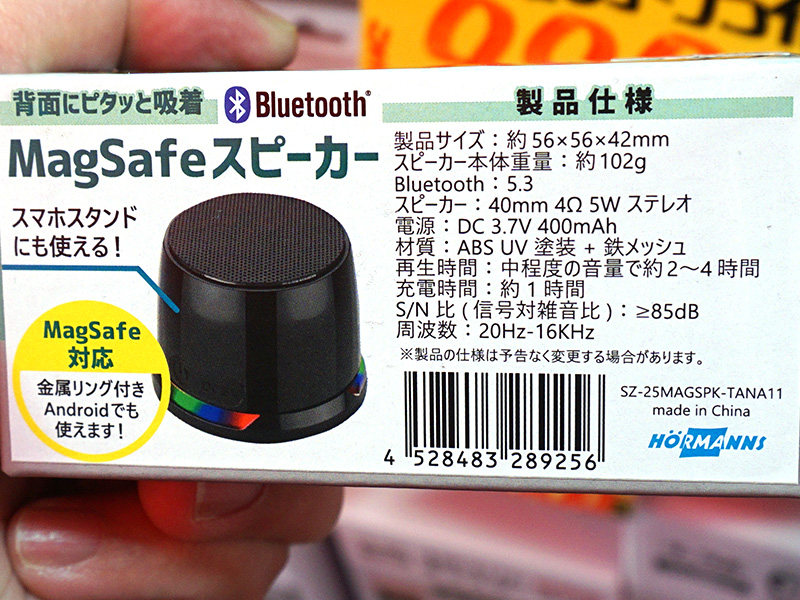 背面にピタッと吸着
Bluetooth®
MagSafeスピーカー
スマホスタンド
にも使える!
MagSafe
対応
金属リング付き
Androidでも
使えます!
製品仕様
製品サイズ:約56×56×42mm
スピーカー本体重量:約102g
Bluetooth:5.3
スピーカー:40mm 4Ω 5W ステレオ
電源:DC 3.7V 400mAh
材質:ABS UV 塗装 + 鉄メッシュ
再生時間:中程度の音量で約2〜4時間
充電時間:約1時間
S/N 比(信号対雑音比):≥85dB
周波数:20Hz-16KHz
※製品の仕様は予告なく変更する場合があります。
4 528483 289256
SZ-25MAGSPK-TANA11
made in China
HÖRMANNS